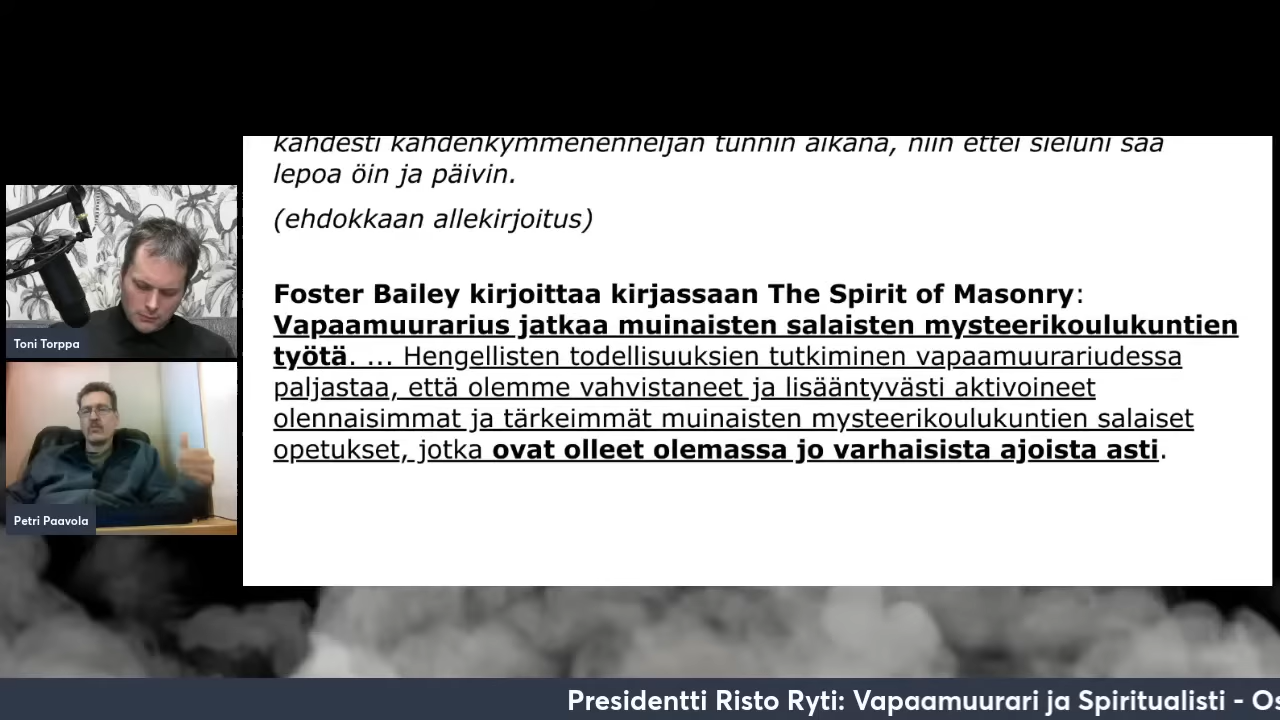 kahdesti kahdenkymmenenneljän tunnin aikana, niin ettei sieluni saa
lepoa öin ja päivin.
(ehdokkaan allekirjoitus)
Foster Bailey kirjoittaa kirjassaan The Spirit of Masonry:
Vapaamuurarius jatkaa muinaisten salaisten mysteerikoulukuntien
työtä. ... Hengellisten todellisuuksien tutkiminen vapaamuurariudessa
paljastaa, että olemme vahvistaneet ja lisääntyvästi aktivoineet
olennaisimmat ja tärkeimmät muinaisten mysteerikoulukuntien salaiset
opetukset, jotka ovat olleet olemassa jo varhaisista ajoista asti.
Toni Torppa
Petri Paavola
Presidentti Risto Ryti: Vapaamuurari ja Spiritualisti - Os